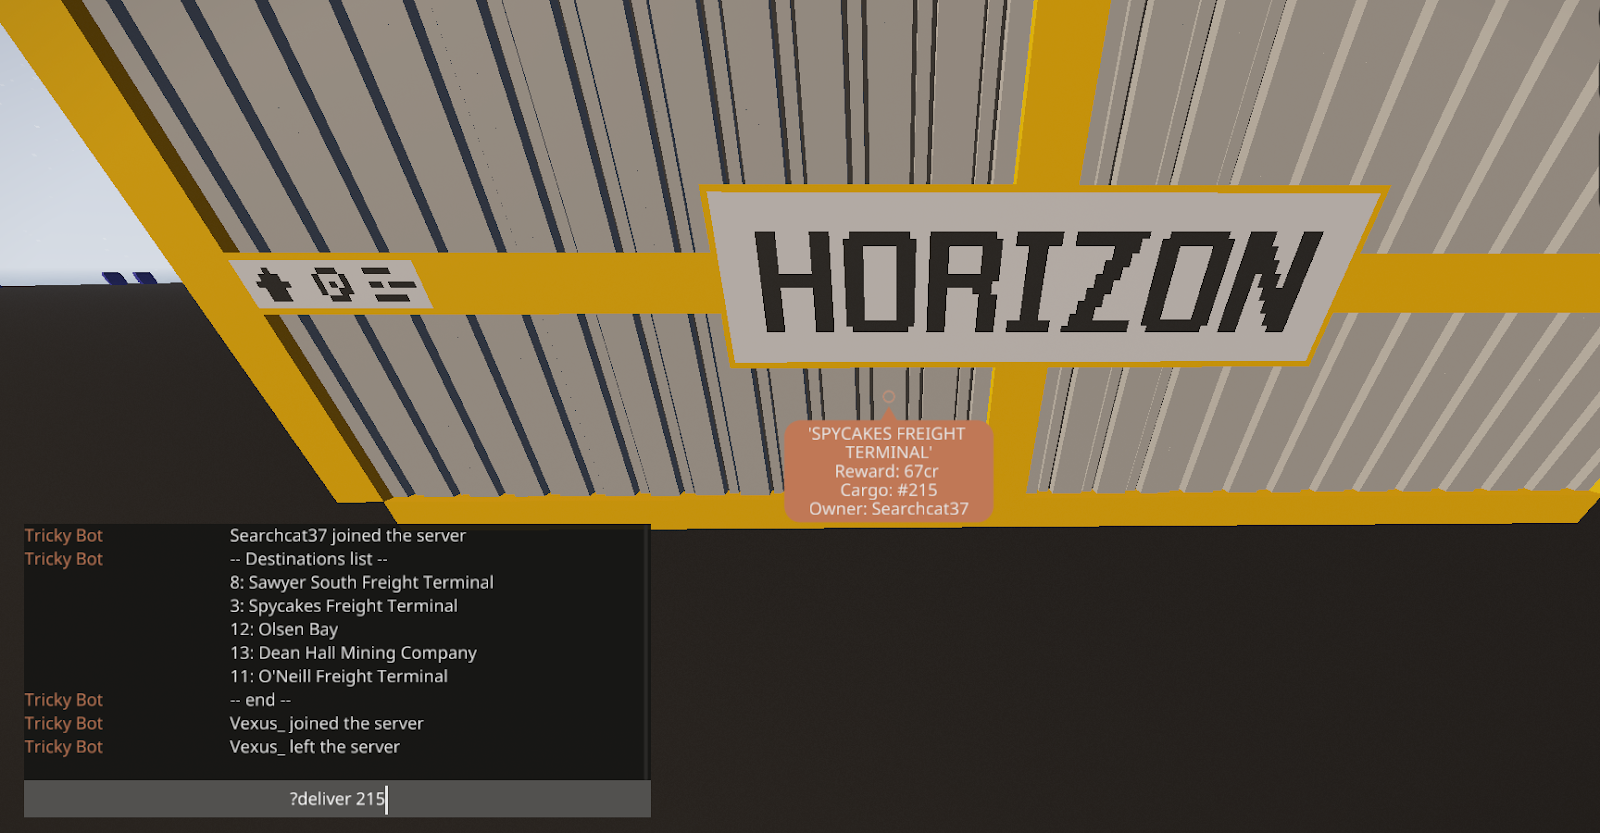 HORIZON
'SPYCAKES FREIGHT
TERMINAL'
Reward: 67cr
Cargo: #215
Owner: Searchcat37
Tricky Bot Searchcat37 joined the server
Tricky Bot -- Destinations list --
8: Sawyer South Freight Terminal
3: Spycakes Freight Terminal
12: Olsen Bay
13: Dean Hall Mining Company
11: O'Neill Freight Terminal
Tricky Bot -- end --
Tricky Bot Vexus_ joined the server
Tricky Bot Vexus_ left the server
?deliver 215